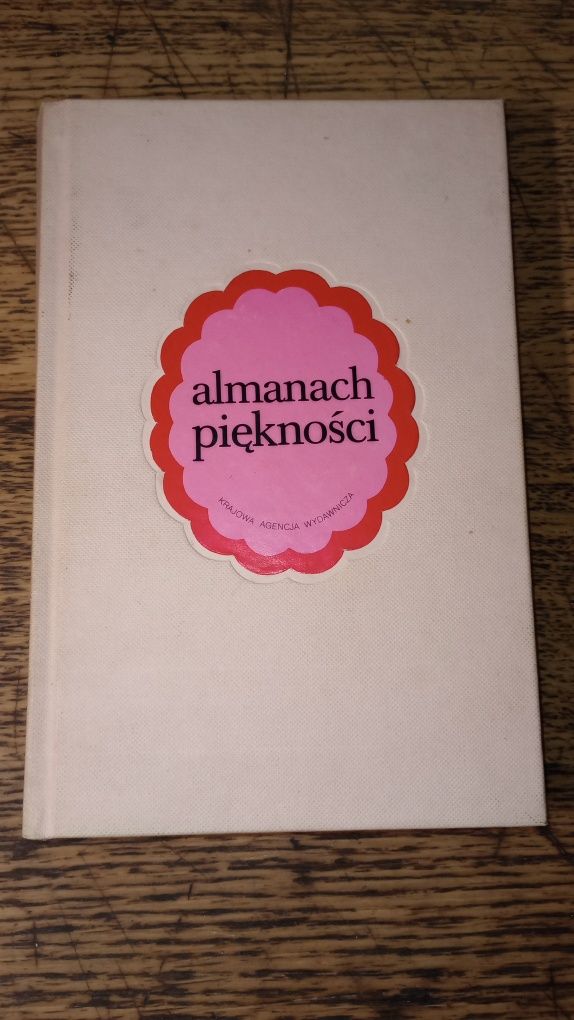 almanach
piękności
KRAJOWA AGENCJA WYDAWNICZA